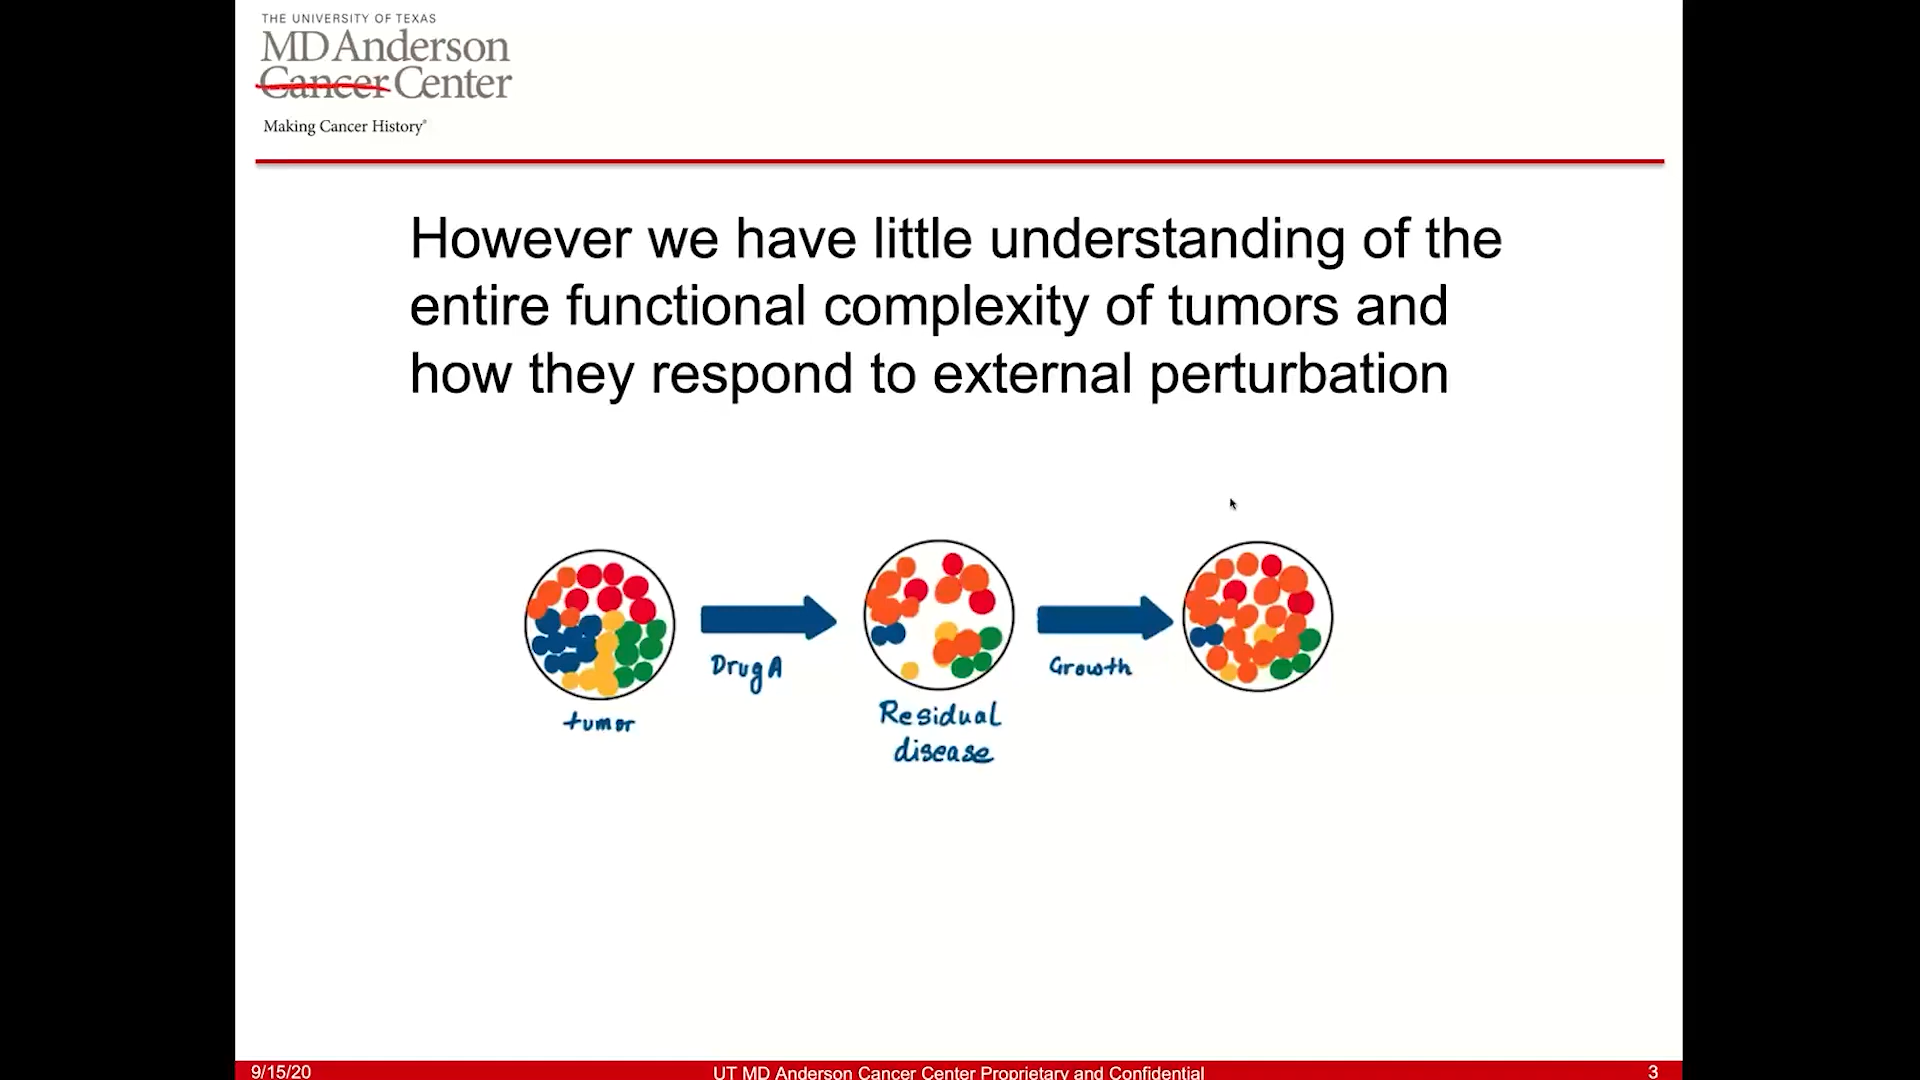 THE UNIVERSITY OF TEXAS
MD Anderson
Cancer Center
Making Cancer History®
However we have little understanding of the
entire functional complexity of tumors and
how they respond to external perturbation
Drug A
Growth
tumor
Residual
disease
9/15/20
UT MD Anderson Cancer Center Proprietary and Confidential
3